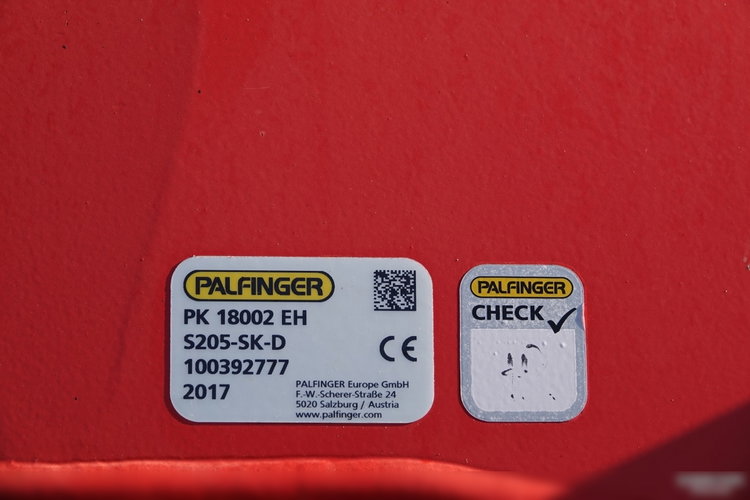 PALFINGER
PK 18002 EH
S205-SK-D
100392777
2017
PALFINGER Europe GmbH
F.-W.-Scherer-Straße 24
5020 Salzburg / Austria
www.palfinger.com
CE
PALFINGER
CHECK